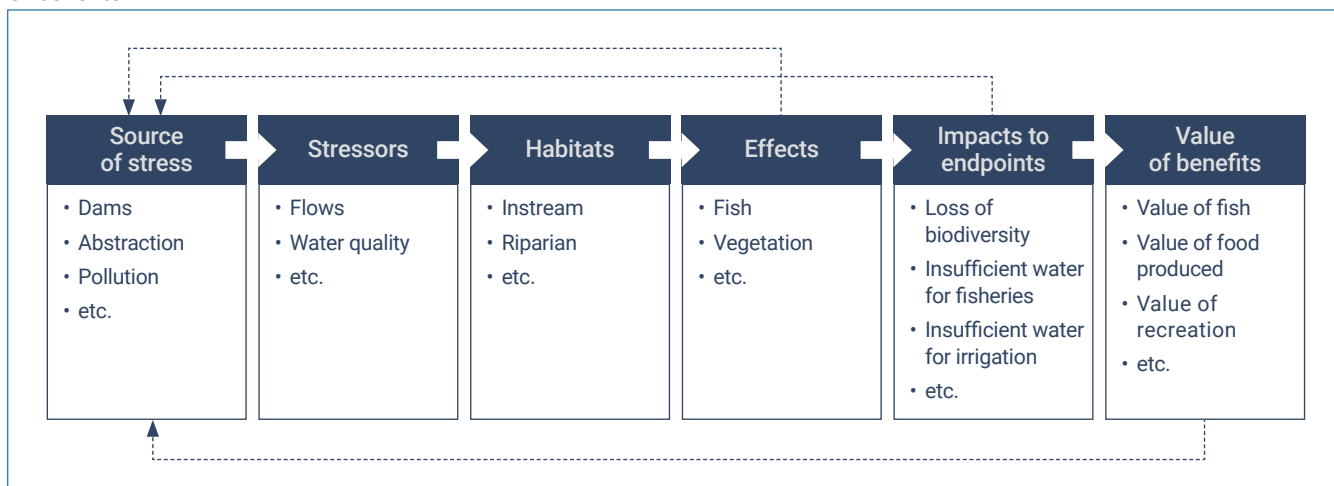 Source
of stress
• Dams
• Abstraction
• Pollution
• etc.
Stressors
• Flows
• Water quality
• etc.
Habitats
• Instream
• Riparian
• etc.
Effects
• Fish
• Vegetation
• etc.
Impacts to
endpoints
• Loss of
biodiversity
• Insufficient water
for fisheries
• Insufficient water
for irrigation
• etc.
Value
of benefits
• Value of fish
• Value of food
produced
• Value of
recreation
• etc.